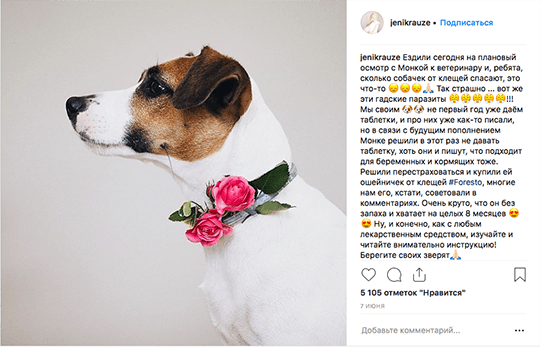 jenikrauze • Подписаться
jenikrauze Ездили сегодня на плановый
осмотр с Монкой к ветеринару и, ребята,
сколько собачек от клещей спасают, это
что-то 😔😔😔🙏🏻 Так страшно ... вот же
эти гадские паразиты 😤😤😤😤😤!!!
Мы своим 🐶🐶 не первый год уже даём
таблетки, и про них уже как-то писали,
но в связи с будущим пополнением
Монке решили в этот раз не давать
таблетку, хоть они и пишут, что подходит
для беременных и кормящих тоже.
Решили перестраховаться и купили ей
ошейничек от клещей #Foresto, многие
нам его, кстати, советовали в
комментариях. Очень круто, что он без
запаха и хватает на целых 8 месяцев 😍
😍 Ну, и конечно, как с любым
лекарственным средством, изучайте и
читайте внимательно инструкцию!
Берегите своих зверят🙏🏻
5 105 отметок "Нравится"
7 ИЮНЯ
Добавьте комментарий...